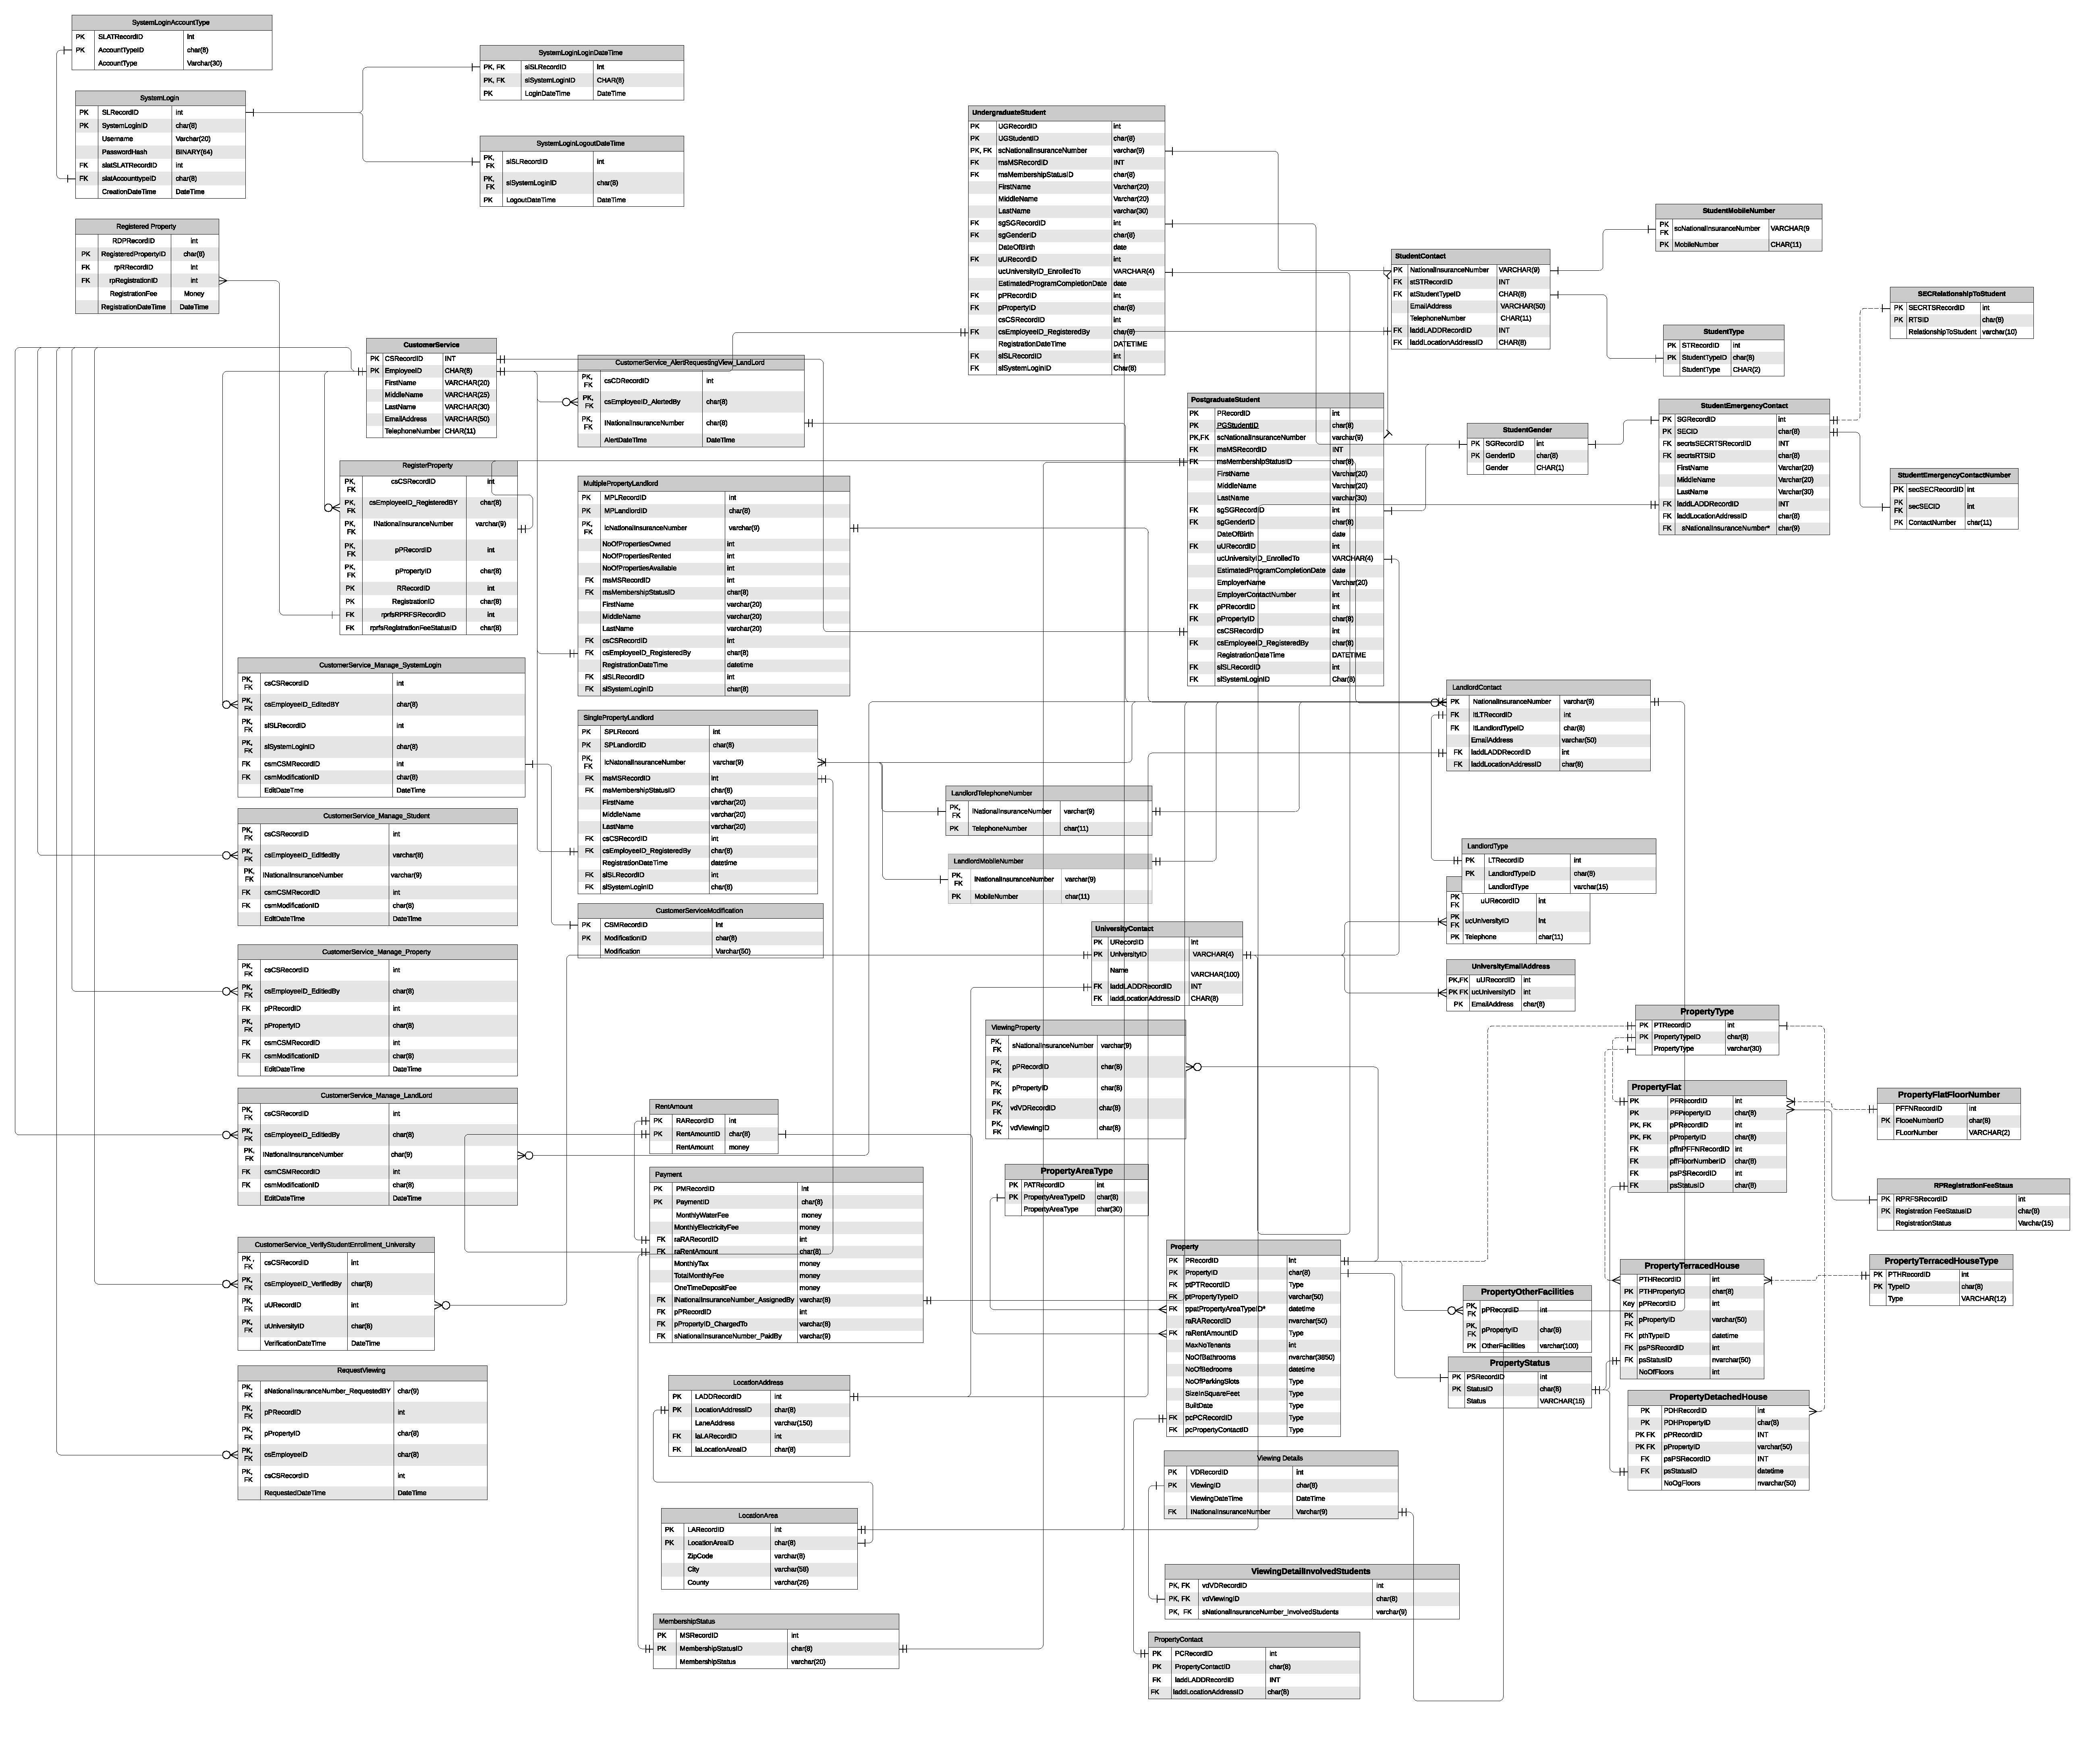 SystemLoginAccountType
PK SLATRecordID Int
PK AccountTypeID char(8)
AccountType Varchar(30)
SystemLoginLoginDateTime
PK, FK slSLRecordID Int
PK, FK slSystemLoginID CHAR(8)
PK LoginDateTime DateTime
SystemLogin
PK SLRecordID int
PK SystemLoginID char(8)
Username Varchar(20)
PasswordHash BINARY(64)
FK slatSLATRecordID int
FK slatAccounttypeID char(8)
CreationDateTime DateTime
SystemLoginLogoutDateTime
PK, FK slSLRecordID int
PK, FK slSystemLoginID char(8)
PK LogoutDateTime DateTime
Registered Property
RDPRecordID int
PK RegisteredPropertyID char(8)
FK rpRRecordID Int
FK rpRegistrationID int
RegistrationFee Money
RegistrationDateTime DateTime
UndergraduateStudent
PK UGRecordID int
PK UGStudentID char(8)
PK, FK scNationalInsuranceNumber varchar(9)
FK msMSRecordID INT
FK msMembershipStatusID char(8)
FirstName Varchar(20)
MiddleName Varchar(20)
LastName varchar(30)
FK sgSGRecordID int
FK sgGenderID char(8)
DateOfBirth date
FK uURecordID int
ucUniversityID_EnrolledTo VARCHAR(4)
EstimatedProgramCompletionDate date
FK pPRecordID int
FK pPropertyID char(8)
csCSRecordID int
FK csEmployeeID_RegisteredBy char(8)
RegistrationDateTime DATETIME
FK slSLRecordID int
FK slSystemLoginID Char(8)
StudentMobileNumber
PK FK scNationalInsuranceNumber VARCHAR(9
PK MobileNumber CHAR(11)
StudentContact
PK NationalInsuranceNumber VARCHAR(9)
FK stSTRecordID INT
FK atStudentTypeID CHAR(8)
EmailAddress VARCHAR(50)
TelephoneNumber CHAR(11)
FK laddLADDRecordID INT
FK laddLocationAddressID CHAR(8)
SECRelationshipToStudent
PK SECRTSRecordID int
PK RTSID char(8)
RelationshipToStudent varchar(10)
StudentType
PK STRecordID int
PK StudentTypeID char(8)
StudentType CHAR(2)
CustomerService
PK CSRecordID INT
PK EmployeeID CHAR(8)
FirstName VARCHAR(20)
MiddleName VARCHAR(25)
LastName VARCHAR(30)
EmailAddress VARCHAR(50)
TelephoneNumber CHAR(11)
CustomerService_AlertRequestingView_LandLord
PK, FK csCDRecordID int
PK, FK csEmployeeID_AlertedBy char(8)
PK, FK lNationalInsuranceNumber char(8)
AlertDateTime DateTime
PostgraduateStudent
PK PRecordID int
PK PGStudentID char(8)
PK,FK scNationalInsuranceNumber varchar(9)
FK msMSRecordID INT
FK msMembershipStatusID char(8)
FirstName Varchar(20)
MiddleName Varchar(20)
LastName varchar(30)
FK sgSGRecordID int
FK sgGenderID char(8)
DateOfBirth date
FK uURecordID int
ucUniversityID_EnrolledTo VARCHAR(4)
EstimatedProgramCompletionDate date
EmployerName Varchar(20)
EmployerContactNumber int
FK pPRecordID int
FK pPropertyID char(8)
csCSRecordID int
FK csEmployeeID_RegisteredBy char(8)
RegistrationDateTime DATETIME
FK slSLRecordID int
FK slSystemLoginID Char(8)
StudentGender
PK SGRecordID int
PK GenderID char(8)
Gender CHAR(1)
StudentEmergencyContact
PK SGRecordID int
PK SECID char(8)
FK secrtsSECRTSRecordID INT
FK secrtsRTSID char(8)
FirstName Varchar(20)
MiddleName Varchar(20)
LastName Varchar(30)
FK laddLADDRecordID INT
FK laddLocationAddressID char(8)
FK sNationalInsuranceNumber* char(9)
StudentEmergencyContactNumber
PK secSECRecordID int
PK FK secSECID int
PK ContactNumber char(11)
RegisterProperty
PK, FK csCSRecordID int
PK, FK csEmployeeID_RegisteredBY char(8)
PK, FK lNationalInsuranceNumber varchar(9)
PK, FK pPRecordID int
PK, FK pPropertyID char(8)
PK RRecordID int
PK RegistrationID char(8)
FK rprfsRPRFSRecordID int
FK rprfsRegistrationFeeStatusID char(8)
MultiplePropertyLandlord
PK MPLRecordID int
PK MPLandlordID char(8)
PK, FK lcNationalInsuranceNumber varchar(9)
NoOfPropertiesOwned int
NoOfPropertiesRented int
NoOfPropertiesAvailable int
FK msMSRecordID int
FK msMembershipStatusID char(8)
FirstName varchar(20)
MiddleName varchar(20)
LastName varchar(20)
FK csCSRecordID int
FK csEmployeeID_RegisteredBy char(8)
RegistrationDateTime datetime
FK slSLRecordID int
FK slSystemLoginID char(8)
CustomerService_Manage_SystemLogin
PK, FK csCSRecordID int
PK, FK csEmployeeID_EditedBY char(8)
PK, FK slSLRecordID int
PK, FK slSystemLoginID char(8)
FK csmCSMRecordID int
FK csmModificationID char(8)
EditDateTme DateTime
SinglePropertyLandlord
PK SPLRecord int
PK SPLandlordID char(8)
PK, FK lcNatonalInsuranceNumber varchar(9)
FK msMSRecordID Int
FK msMembershipStatusID char(8)
FirstName varchar(20)
MiddleName varchar(20)
LastName varchar(20)
FK csCSRecordID int
FK csEmployeeID_RegisteredBy char(8)
RegistrationDateTime datetime
FK slSLRecordID int
FK slSystemLoginID char(8)
LandlordContact
PK NationalInsuranceNumber varchar(9)
FK ltLTRecordID int
FK ltLandlordTypeID char(8)
EmailAddress varchar(50)
FK laddLADDRecordID int
FK laddLocationAddressID char(8)
LandlordTelephoneNumber
PK, FK lNationalInsuranceNumber varchar(9)
PK TelephoneNumber char(11)
LandlordMobileNumber
PK, FK lNationalInsuranceNumber varchar(9)
PK MobileNumber char(11)
LandlordType
PK LTRecordID int
PK LandlordTypeID char(8)
LandlordType varchar(15)
PK FK uURecordID int
PK FK ucUniversityID Int
PK Telephone char(11)
CustomerService_Manage_Student
PK, FK csCSRecordID int
PK, FK csEmployeeID_EditiedBy varchar(8)
PK, FK lNationalInsuranceNumber varchar(9)
FK csmCSMRecordID int
FK csmModificationID char(8)
EditDateTime DateTime
CustomerServiceModification
PK CSMRecordID Int
PK ModificationID char(8)
Modification Varchar(50)
UniversityContact
PK URecordID Int
PK UniversityID VARCHAR(4)
Name VARCHAR(100)
FK laddLADDRecordID INT
FK laddLocationAddressID CHAR(8)
UniversityEmailAddress
PK,FK uURecordID int
PK FK ucUniversityID int
PK EmailAddress char(8)
CustomerService_Manage_Property
PK, FK csCSRecordID int
PK, FK csEmployeeID_EditiedBy char(8)
FK pPRecordID int
PK, FK pPropertyID char(8)
FK csmCSMRecordID int
FK csmModificationID char(8)
EditDateTime DateTime
ViewingProperty
PK, FK sNationalInsuranceNumber varchar(9)
PK, FK pPRecordID char(8)
PK, FK pPropertyID char(8)
PK, FK vdVDRecordID char(8)
PK, FK vdViewingID char(8)
PropertyType
PK PTRecordID int
PK PropertyTypeID char(8)
PropertyType varchar(30)
PropertyFlat
PK PFRecordID int
PK PFPropertyID char(8)
PK, FK pPRecordID int
PK, FK pPropertyID char(8)
FK pffnPFFNRecordID int
FK pffFloorNumberID char(8)
FK psPSRecordID int
FK psStatusID char(8)
PropertyFlatFloorNumber
PFFNRecordID int
PK FlooeNumberID char(8)
FLoorNumber VARCHAR(2)
CustomerService_Manage_LandLord
PK, FK csCSRecordID int
PK, FK csEmployeeID_EditiedBy char(8)
PK, FK lNationalInsuranceNumber char(9)
FK csmCSMRecordID int
FK csmModificationID char(8)
EditDateTime DateTime
RentAmount
PK RARecordID int
PK RentAmountID char(8)
RentAmount money
PropertyAreaType
PK PATRecordID int
PK PropertyAreaTypeID char(8)
PropertyAreaType char(30)
RPRegistrationFeeStaus
PK RPRFSRecordID int
PK Registration FeeStatusID char(8)
RegistrationStatus Varchar(15)
Payment
PK PMRecordID Int
PK PaymentID char(8)
MonthlyWaterFee money
MonthlyElectricityFee money
FK raRARecordID int
FK raRentAmount char(8)
MonthlyTax money
TotalMonthlyFee money
OneTimeDepositFee money
FK lNationalInsuranceNumber_AssignedBy varchar(8)
FK pPRecordID int
FK pPropertyID_ChargedTo varchar(8)
FK sNationalInsuranceNumber_PaidBy varchar(9)
CustomerService_VerifyStudentEnrollment_University
PK, FK csCSRecordID int
PK, FK csEmployeeID_VerifiedBy char(8)
PK, FK uURecordID int
PK, FK uUniversityID char(8)
VerificationDateTime DateTime
Property
PK PRecordID Int
PK PropertyID char(8)
FK ptPTRecordID Type
FK ptPropertyTypeID varchar(50)
FK ppatPropertyAreaTypeID* datetime
raRARecordID nvarchar(50)
FK raRentAmountID Type
MaxNoTenants int
NoOfBathrooms nvarchar(3850)
NoOfBedrooms datetime
NoOfParkingSlots Type
SizeInSquareFeet Type
BuiltDate Type
FK pcPCRecordID Type
FK pcPropertyContactID Type
PropertyOtherFacilities
PK, FK pPRecordID int
PK, FK pPropertyID char(8)
PK OtherFacilities varchar(100)
PropertyStatus
PK PSRecordID Int
PK StatusID char(8)
Status VARCHAR(15)
PropertyTerracedHouse
PK PTHRecordID int
PK PTHPropertyID char(8)
Key pPRecordID Int
PK FK pPropertyID varchar(50)
FK pthTypeID datetime
FK psPSRecordID Int
FK psStatusID nvarchar(50)
NoOfFloors int
PropertyTerracedHouseType
PK PTHRecordID int
PK TypeID char(8)
Type VARCHAR(12)
RequestViewing
PK, FK sNationalInsuranceNumber_RequestedBY char(9)
PK, FK pPRecordID int
PK, FK pPropertyID char(8)
PK, FK csEmployeeID char(8)
PK, FK csCSRecordID int
RequestedDateTime DateTime
LocationAddress
PK LADDRecordID int
PK LocationAddressID char(8)
LaneAddress varchar(150)
FK laLARecordID int
FK laLocationAreaID char(8)
PropertyDetachedHouse
PK PDHRecordID int
PK PDHPropertyID char(8)
PK FK pPRecordID INT
PK FK pPropertyID varchar(50)
FK psPSRecordID INT
FK psStatusID datetime
NoOgFloors nvarchar(50)
Viewing Details
PK VDRecordID Int
PK ViewingID char(8)
ViewingDateTime DateTime
FK lNationalInsuranceNumber Varchar(9)
LocationArea
PK LARecordID int
PK LocationAreaID char(8)
ZipCode varchar(8)
City varchar(58)
County varchar(26)
ViewingDetailInvolvedStudents
PK, FK vdVDRecordID int
PK, FK vdViewingID char(8)
PK, FK sNationalInsuranceNumber_InvolvedStudents varchar(9)
MembershipStatus
PK MSRecordID int
PK MembershipStatusID char(8)
MembershipStatus varchar(20)
PropertyContact
PK PCRecordID int
PK PropertyContactID char(8)
FK laddLADDRecordID INT
FK laddLocationAddressID char(8)